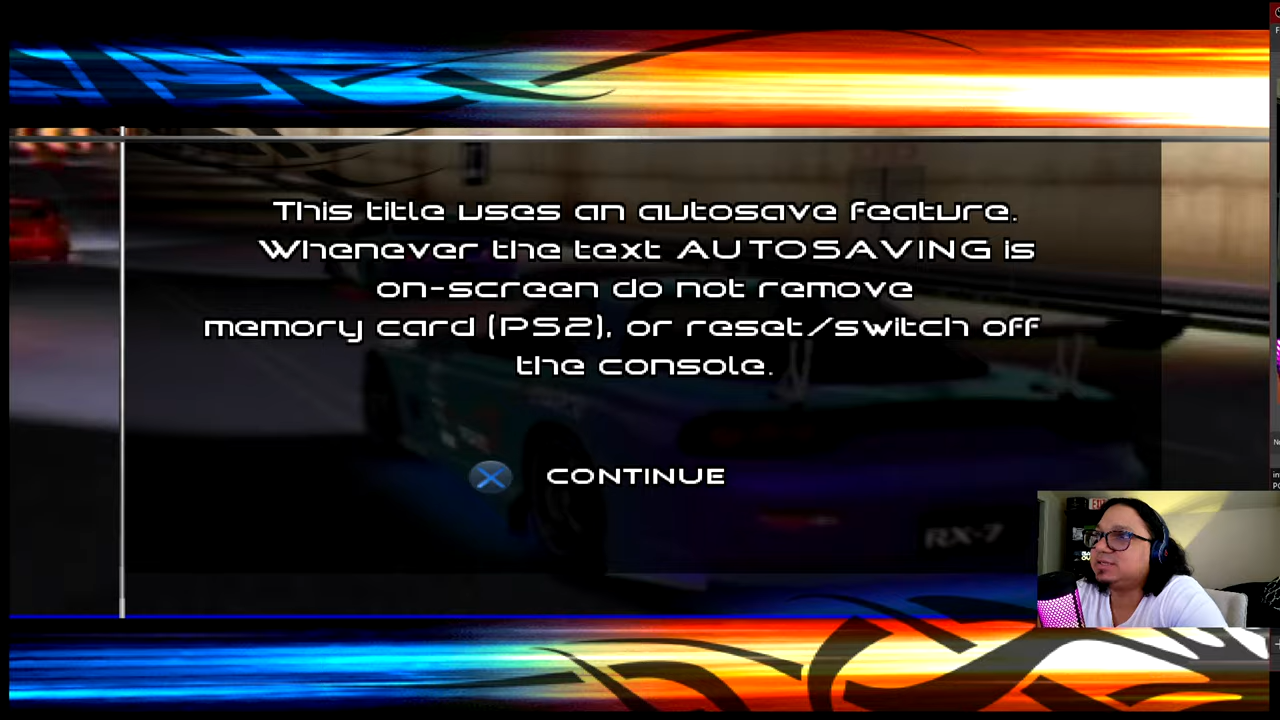 This title uses an autosave feature.
Whenever the text AUTOSAVING is
on-screen do not remove
memory card (PS2), or reset/switch off
the console.
CONTINUE
RX-7